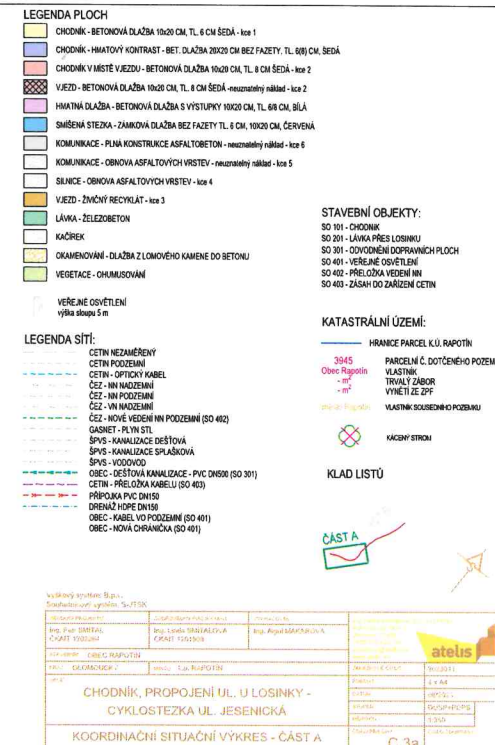 LEGENDA PLOCH
CHODNÍK - BETONOVÁ DLAŽBA 10x20 CM, TL. 6 CM ŠEDÁ - kce 1
CHODNÍK - HMATOVÝ KONTRAST - BET. DLAŽBA 20X20 CM BEZ FAZETY, TL. 6(8) CM, ŠEDÁ
CHODNÍK V MÍSTĚ VJEZDU - BETONOVÁ DLAŽBA 10x20 CM, TL. 8 CM ŠEDÁ - kce 2
VJEZD - BETONOVÁ DLAŽBA 10x20 CM, TL. 8 CM ŠEDÁ -neuznatelný náklad - kce 2
HMATNÁ DLAŽBA - BETONOVÁ DLAŽBA S VÝSTUPKY 10X20 CM, TL. 6/8 CM, BÍLÁ
SMÍŠENÁ STEZKA - ZÁMKOVÁ DLAŽBA BEZ FAZETY TL. 6 CM, 10X20 CM, ČERVENÁ
KOMUNIKACE - PLNÁ KONSTRUKCE ASFALTOBETON - neuznatelný náklad - kce 6
KOMUNIKACE - OBNOVA ASFALTOVÝCH VRSTEV - neuznatelný náklad - kce 5
SILNICE - OBNOVA ASFALTOVÝCH VRSTEV - kce 4
VJEZD - ŽIVIČNÝ RECYKLÁT - kce 3
LÁVKA - ŽELEZOBETON
KAČÍREK
OKAMENOVÁNÍ - DLAŽBA Z LOMOVÉHO KAMENE DO BETONU
VEGETACE - OHUMUSOVÁNÍ
VEŘEJNÉ OSVĚTLENÍ
výška sloupu 5 m
LEGENDA SÍTÍ:
CETIN NEZAMĚŘENÝ
CETIN PODZEMNÍ
CETIN - OPTICKÝ KABEL
ČEZ - NN NADZEMNÍ
ČEZ - NN PODZEMNÍ
ČEZ - VN NADZEMNÍ
ČEZ - NOVÉ VEDENÍ NN PODZEMNÍ (SO 402)
GASNET - PLYN STL
ŠPVS - KANALIZACE DEŠŤOVÁ
ŠPVS - KANALIZACE SPLAŠKOVÁ
ŠPVS - VODOVOD
OBEC - DEŠŤOVÁ KANALIZACE - PVC DN500 (SO 301)
CETIN - PŘELOŽKA KABELU (SO 403)
PŘÍPOJKA PVC DN150
DRENÁŽ HDPE DN150
OBEC - KABEL VO PODZEMNÍ (SO 401)
OBEC - NOVÁ CHRÁNIČKA (SO 401)
STAVEBNÍ OBJEKTY:
SO 101 - CHODNÍK
SO 201 - LÁVKA PŘES LOSINKU
SO 301 - ODVODNĚNÍ DOPRAVNÍCH PLOCH
SO 401 - VEŘEJNÉ OSVĚTLENÍ
SO 402 - PŘELOŽKA VEDENÍ NN
SO 403 - ZÁSAH DO ZAŘÍZENÍ CETIN
KATASTRÁLNÍ ÚZEMÍ:
HRANICE PARCEL K.Ú. RAPOTÍN
3945 PARCELNÍ Č. DOTČENÉHO POZEM
Obec Rapotín VLASTNÍK
- m² TRVALÝ ZÁBOR
- m² VYNĚTÍ ZE ZPF
VLASTNÍK SOUSEDNÍHO POZEMKU
KÁCENÝ STROM
KLAD LISTŮ
ČÁST A
Výškový systém: B.p.v.
Souřadnicový systém: S-JTSK
OBEC RAPOTÍN
atelis
CHODNÍK, PROPOJENÍ UL. U LOSINKY -
CYKLOSTEZKA UL. JESENICKÁ
KOORDINAČNÍ SITUAČNÍ VÝKRES - ČÁST A
C.3a